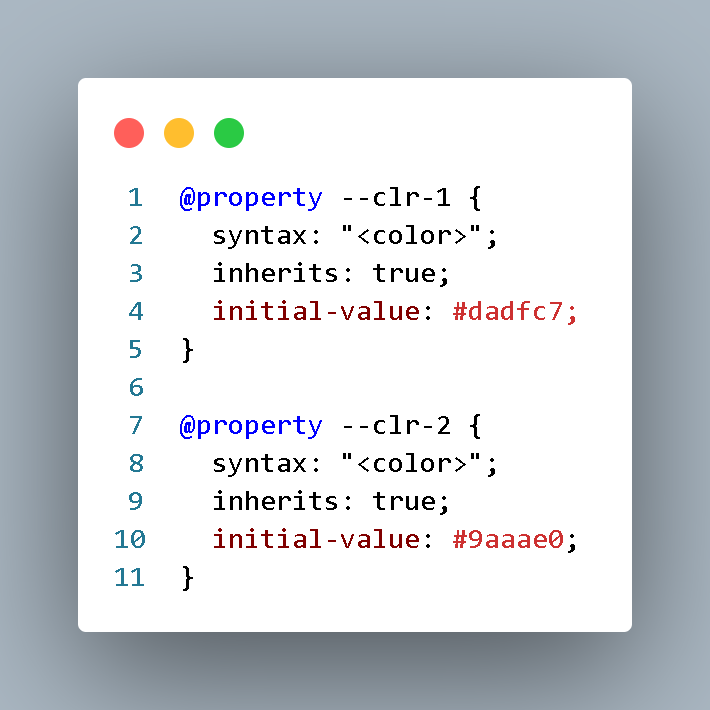 1 @property --clr-1 {
2 syntax: "<color>";
3 inherits: true;
4 initial-value: #dadfc7;
5 }
6
7 @property --clr-2 {
8 syntax: "<color>";
9 inherits: true;
10 initial-value: #9aaae0;
11 }